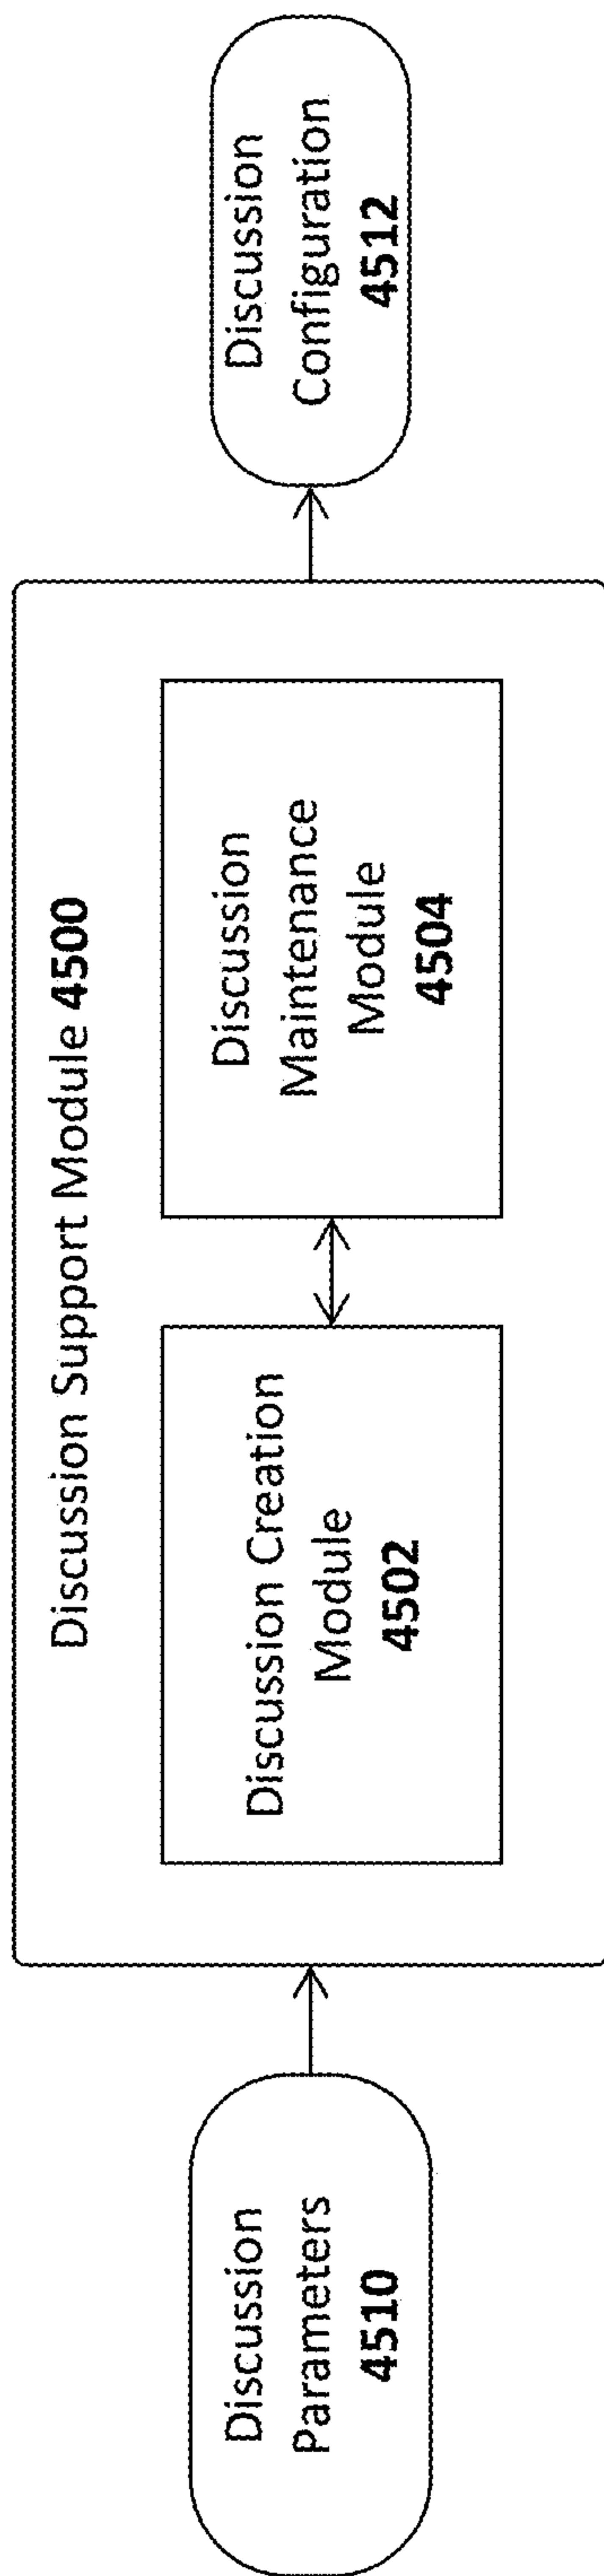 Discussion Support Module 4500
Discussion
Parameters
4510
Discussion Creation
Module
4502
Discussion
Maintenance
Module
4504
Discussion
Configuration
4512